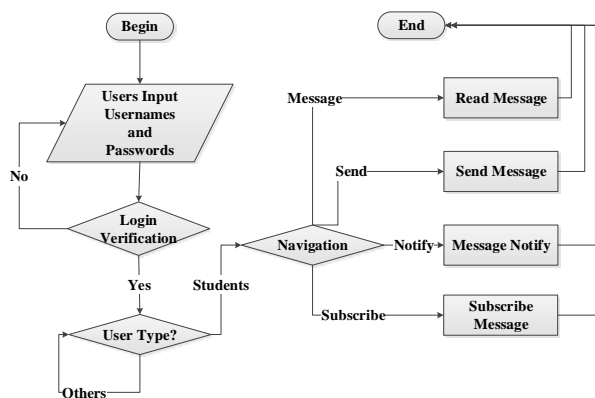 Begin
End
Users Input
Usernames
and
Passwords
Message
Read Message
No
Send
Send Message
Login
Verification
Navigation
Notify
Message Notify
Yes
Students
Subscribe
Subscribe
Message
User Type?
Others